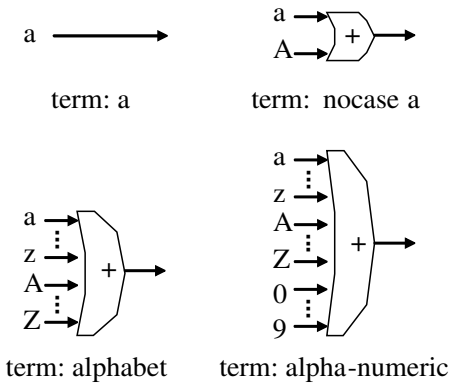 a
term: a
a
A
+
term: nocase a
a
z
A
Z
+
term: alphabet
a
z
A
Z
0
9
+
term: alpha-numeric